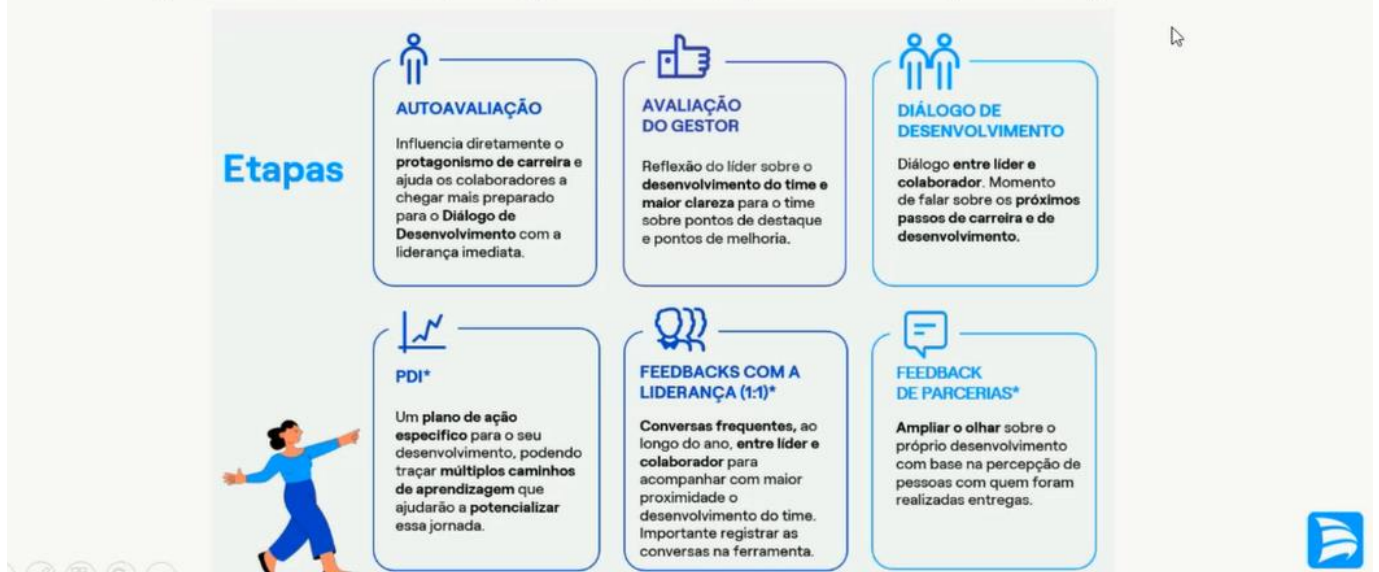 Etapas
AUTOAVALIAÇÃO
Influencia diretamente o
protagonismo de carreira e
ajuda os colaboradores a
chegar mais preparado
para o Diálogo de
Desenvolvimento com a
liderança imediata.
AVALIAÇÃO
DO GESTOR
Reflexão do líder sobre o
desenvolvimento do time e
maior clareza para o time
sobre pontos de destaque
e pontos de melhoria.
DIÁLOGO DE
DESENVOLVIMENTO
Diálogo entre líder e
colaborador. Momento
de falar sobre os próximos
passos de carreira e de
desenvolvimento.
PDI*
Um plano de ação
específico para o seu
desenvolvimento, podendo
traçar múltiplos caminhos
de aprendizagem que
ajudarão a potencializar
essa jornada.
FEEDBACKS COM A
LIDERANÇA (1:1)*
Conversas frequentes, ao
longo do ano, entre líder e
colaborador para
acompanhar com maior
proximidade o
desenvolvimento do time.
Importante registrar as
conversas na ferramenta.
FEEDBACK
DE PARCERIAS*
Ampliar o olhar sobre o
próprio desenvolvimento
com base na percepção de
pessoas com quem foram
realizadas entregas.